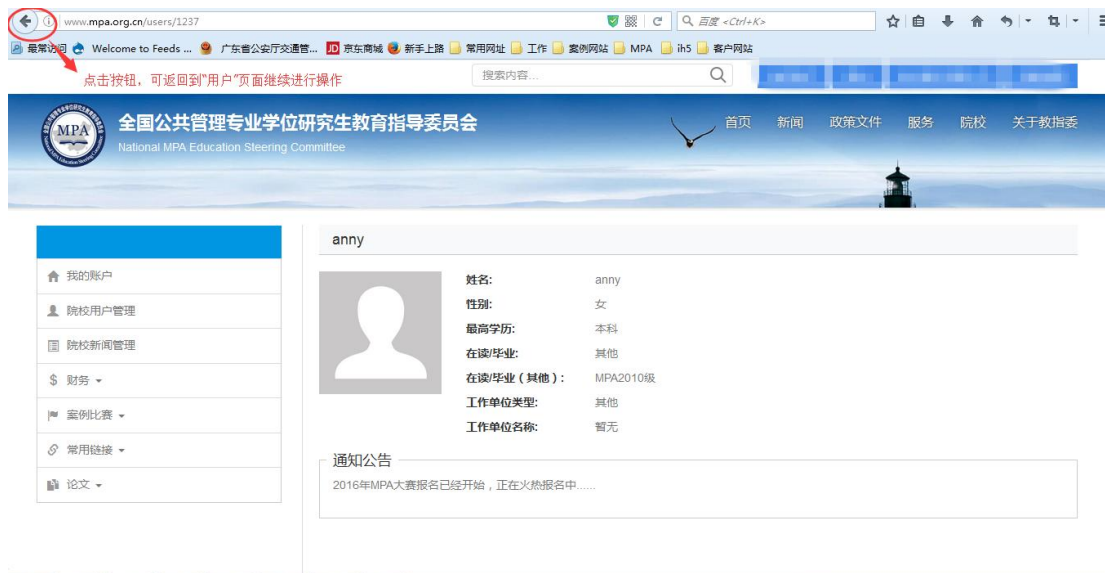 www.mpa.org.cn/users/1237
百度 <Ctrl+K>
最常访问 Welcome to Feeds ... 广东省公安厅交通管... JD 京东商城 新手上路 常用网址 工作 案例网站 MPA ih5 客户网站
点击按钮，可返回到“用户”页面继续进行操作
搜索内容...
MPA
全国公共管理专业学位研究生教育指导委员会
National MPA Education Steering Committee
首页 新闻 政策文件 服务 院校 关于教指委
anny
我的账户
院校用户管理
院校新闻管理
$ 财务
案例比赛
常用链接
论文
姓名: anny
性别: 女
最高学历: 本科
在读/毕业: 其他
在读/毕业（其他）: MPA2010级
工作单位类型: 其他
工作单位名称: 暂无
通知公告
2016年MPA大赛报名已经开始，正在火热报名中......